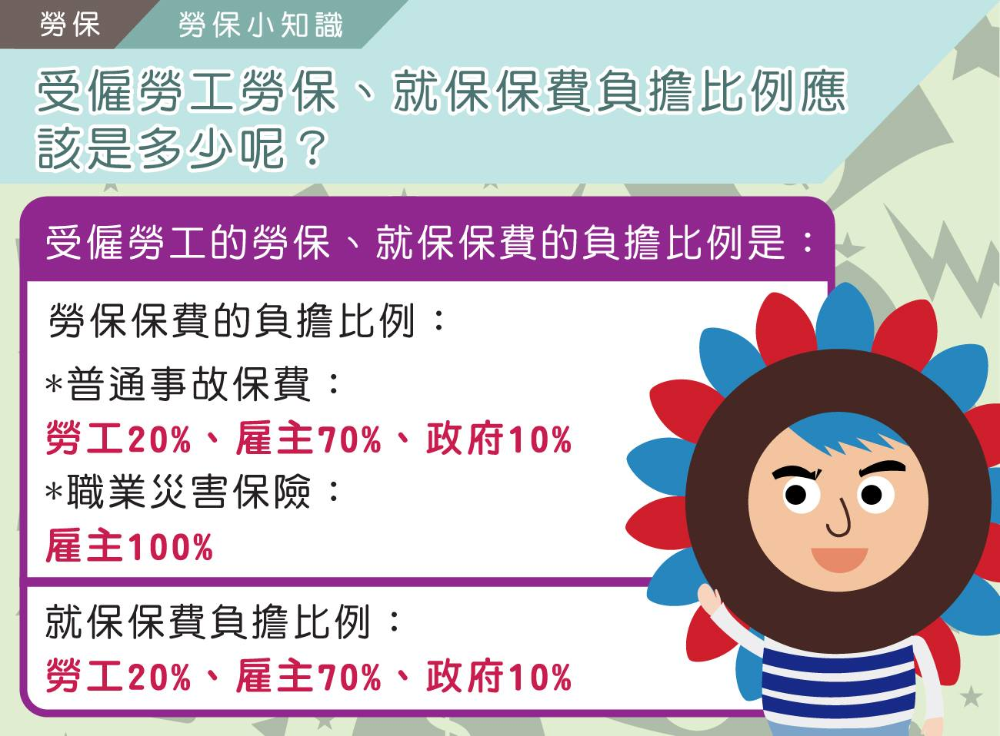 勞保
勞保小知識
受僱勞工勞保、就保保費負擔比例應
該是多少呢？
受僱勞工的勞保、就保保費的負擔比例是：
勞保保費的負擔比例：
*普通事故保費：
勞工20%、雇主70%、政府10%
*職業災害保險：
雇主100%
就保保費負擔比例：
勞工20%、雇主70%、政府10%